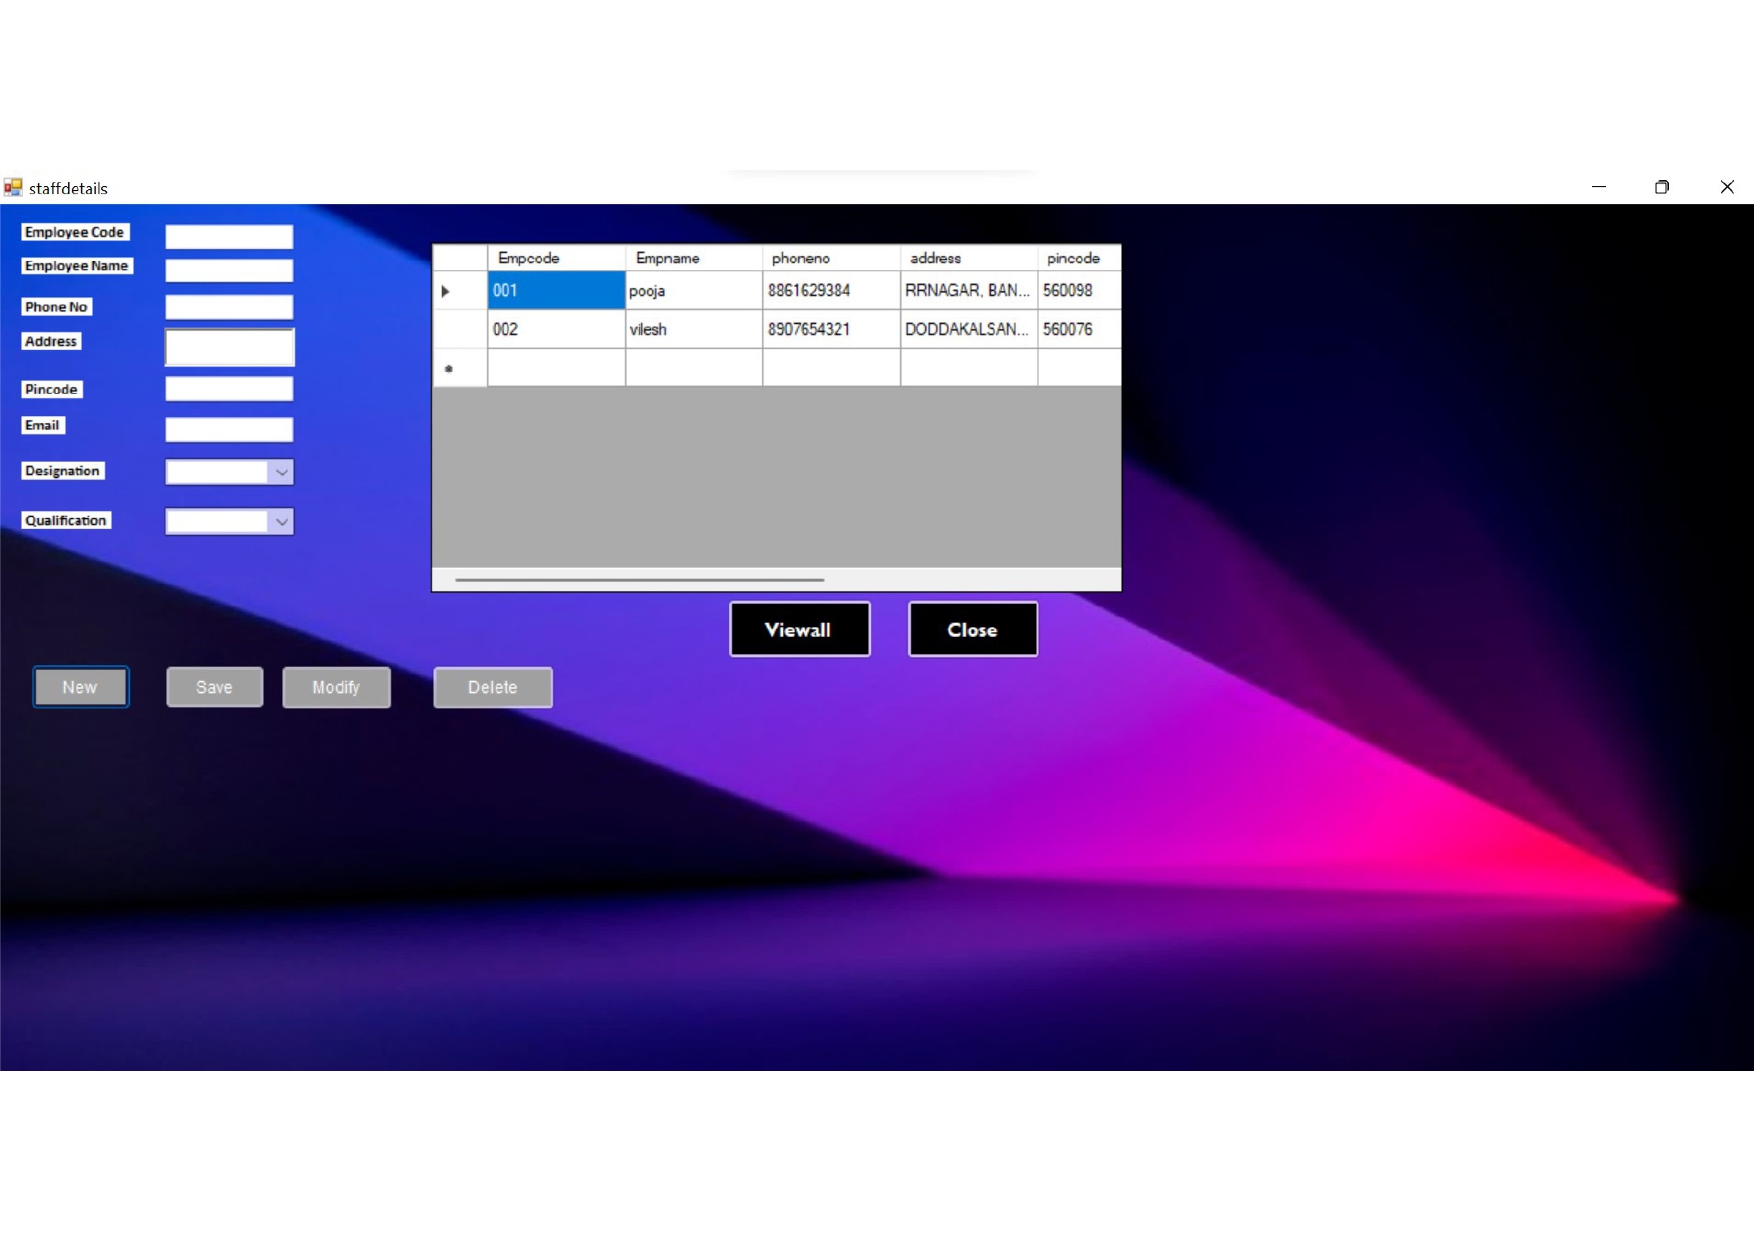 staffdetails
Employee Code
Employee Name
Phone No
Address
Pincode
Email
Designation
Qualification
Empcode Empname phoneno address pincode
001 pooja 8861629384 RRNAGAR, BAN... 560098
002 vilesh 8907654321 DODDAKALSAN... 560076
Viewall Close
New Save Modify Delete